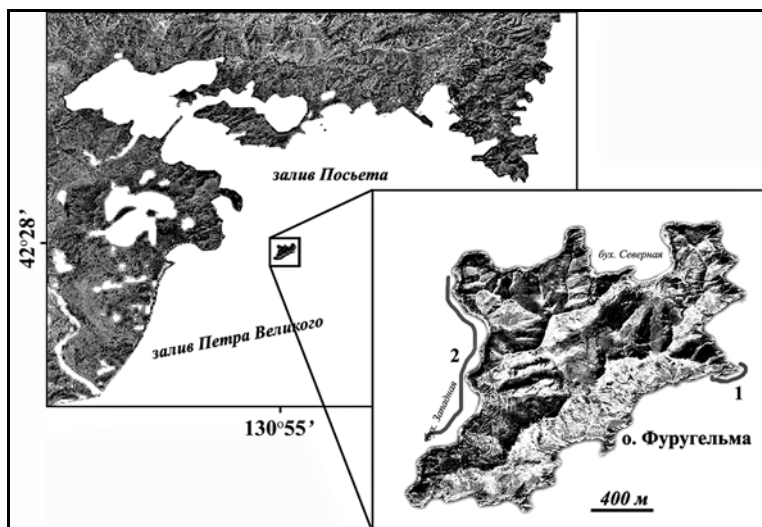 залив Посьета
42°28'
залив Петра Великого
130°55'
бух. Северная
2
бух. Западная
1
о. Фуругельма
400 м